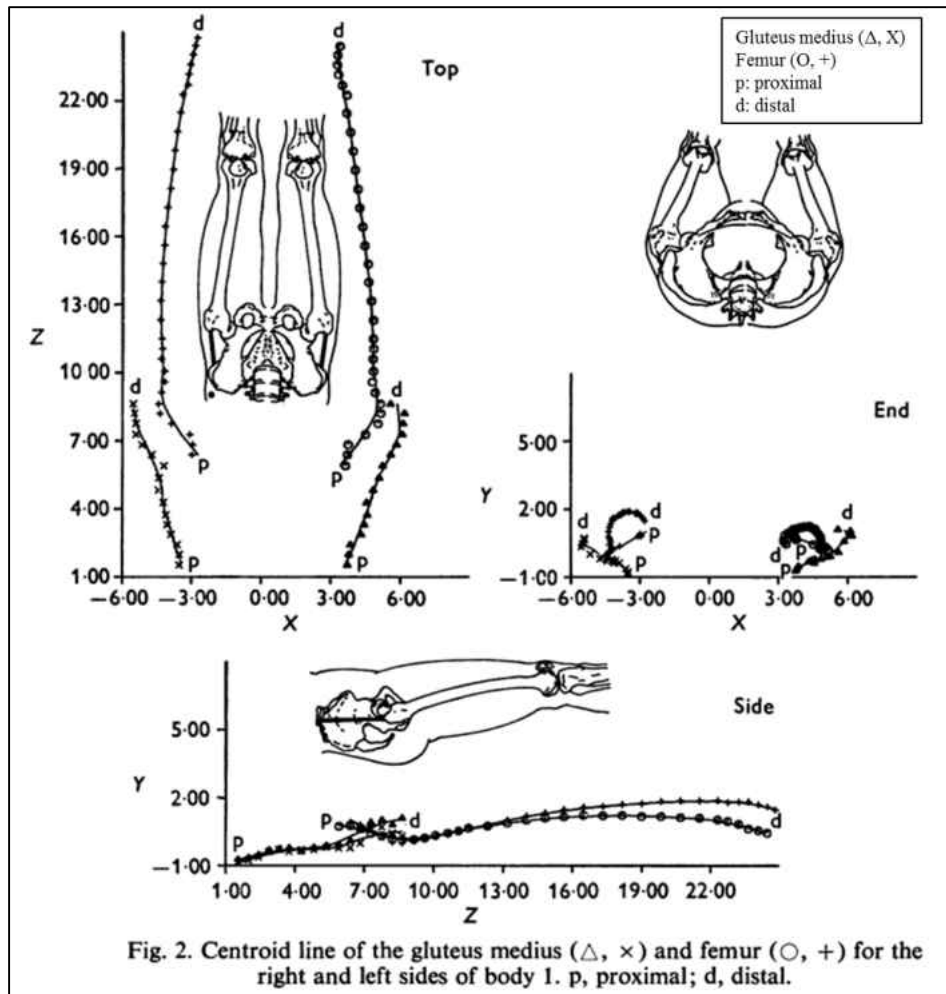 Gluteus medius (Δ, X)
Femur (O, +)
p: proximal
d: distal
Top
d
d
22·00
19·00
16·00
Z
13·00
10·00
7·00
4·00
1·00
d
d
p
p
p
p
−6·00 −3·00 0·00 3·00 6·00
X
End
5·00
Y
2·00
−1·00
d
d
p
p
d
d
p
p
−6·00 −3·00 0·00 3·00 6·00
X
Side
5·00
Y
2·00
−1·00
p
p
d
d
1·00 4·00 7·00 10·00 13·00 16·00 19·00 22·00
Z
Fig. 2. Centroid line of the gluteus medius (△, ×) and femur (○, +) for the
right and left sides of body 1. p, proximal; d, distal.